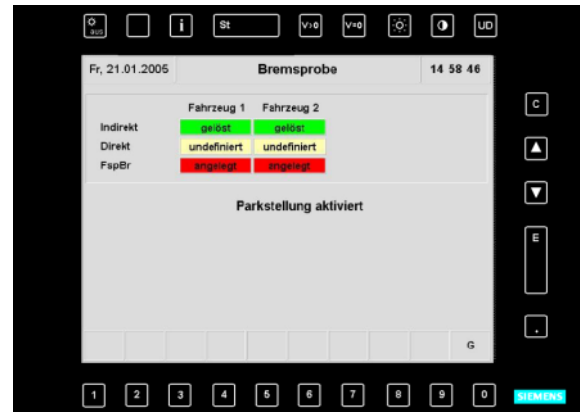 aus i St V>0 V=0 UD
Fr, 21.01.2005 Bremsprobe 14 58 46
C
Fahrzeug 1 Fahrzeug 2
Indirekt gelöst gelöst
Direkt undefiniert undefiniert
FspBr angelegt angelegt
Parkstellung aktiviert
E
.
G
1 2 3 4 5 6 7 8 9 0
SIEMENS